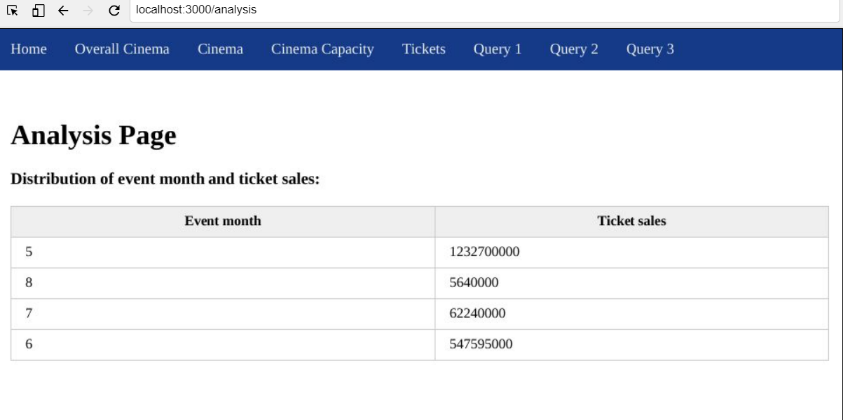 localhost:3000/analysis
Home Overall Cinema Cinema Cinema Capacity Tickets Query 1 Query 2 Query 3
Analysis Page
Distribution of event month and ticket sales:
Event month Ticket sales
5 1232700000
8 5640000
7 62240000
6 547595000